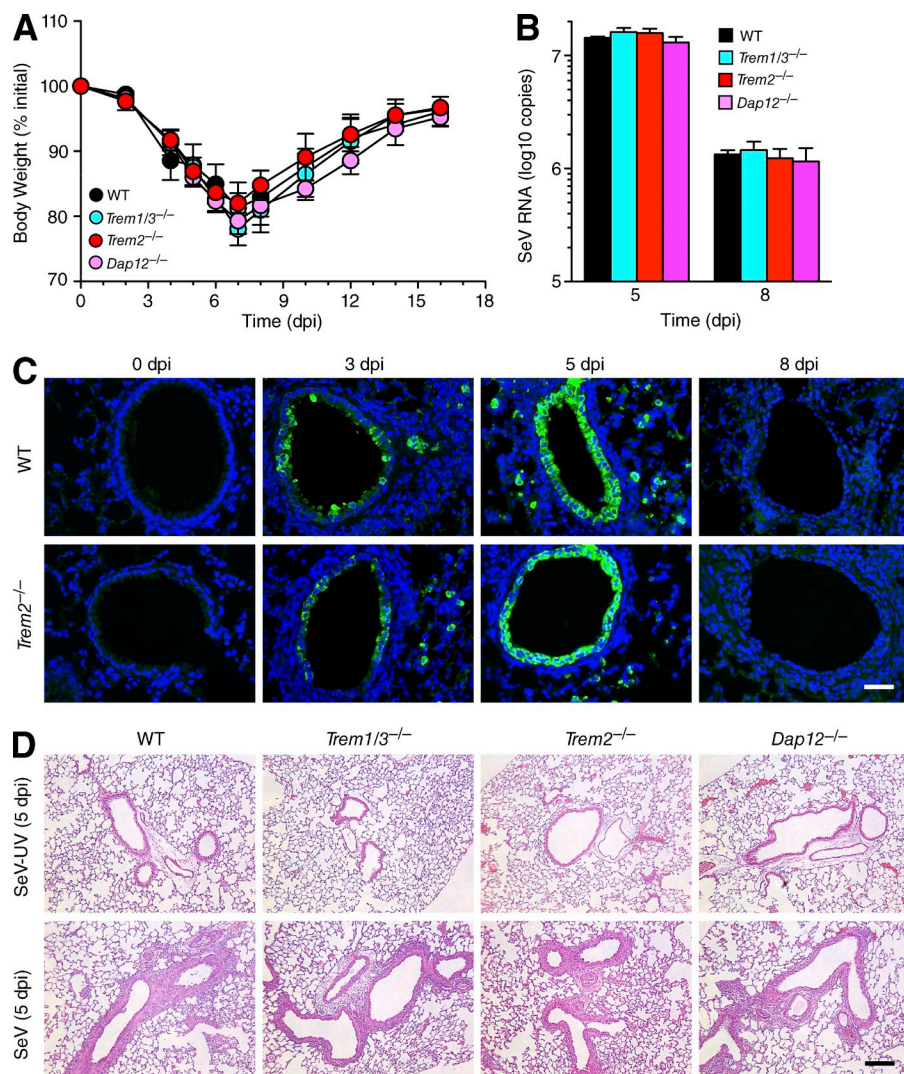 A
Body Weight (% initial)
110
100
90
80
70
WT
Trem1/3–/–
Trem2–/–
Dap12–/–
0 3 6 9 12 15 18
Time (dpi)
B
SeV RNA (log10 copies)
7
6
5
WT
Trem1/3–/–
Trem2–/–
Dap12–/–
5 8
Time (dpi)
C
0 dpi 3 dpi 5 dpi 8 dpi
WT
Trem2–/–
D
WT Trem1/3–/– Trem2–/– Dap12–/–
SeV-UV (5 dpi)
SeV (5 dpi)